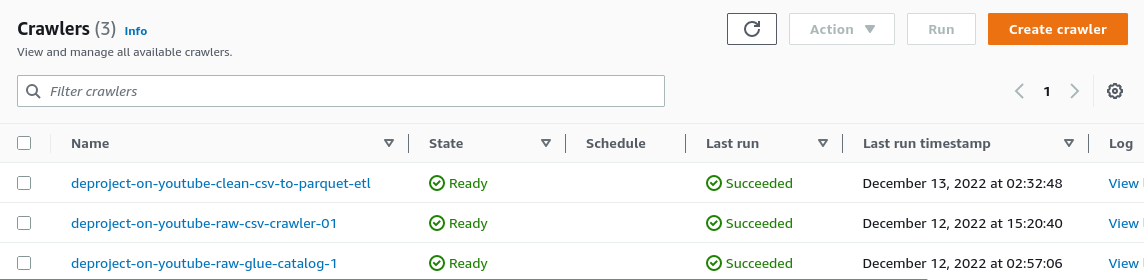 Crawlers (3) Info
View and manage all available crawlers.
Action Run Create crawler
Filter crawlers
1
Name State Schedule Last run Last run timestamp Log
deproject-on-youtube-clean-csv-to-parquet-etl Ready Succeeded December 13, 2022 at 02:32:48 View
deproject-on-youtube-raw-csv-crawler-01 Ready Succeeded December 12, 2022 at 15:20:40 View
deproject-on-youtube-raw-glue-catalog-1 Ready Succeeded December 12, 2022 at 02:57:06 View